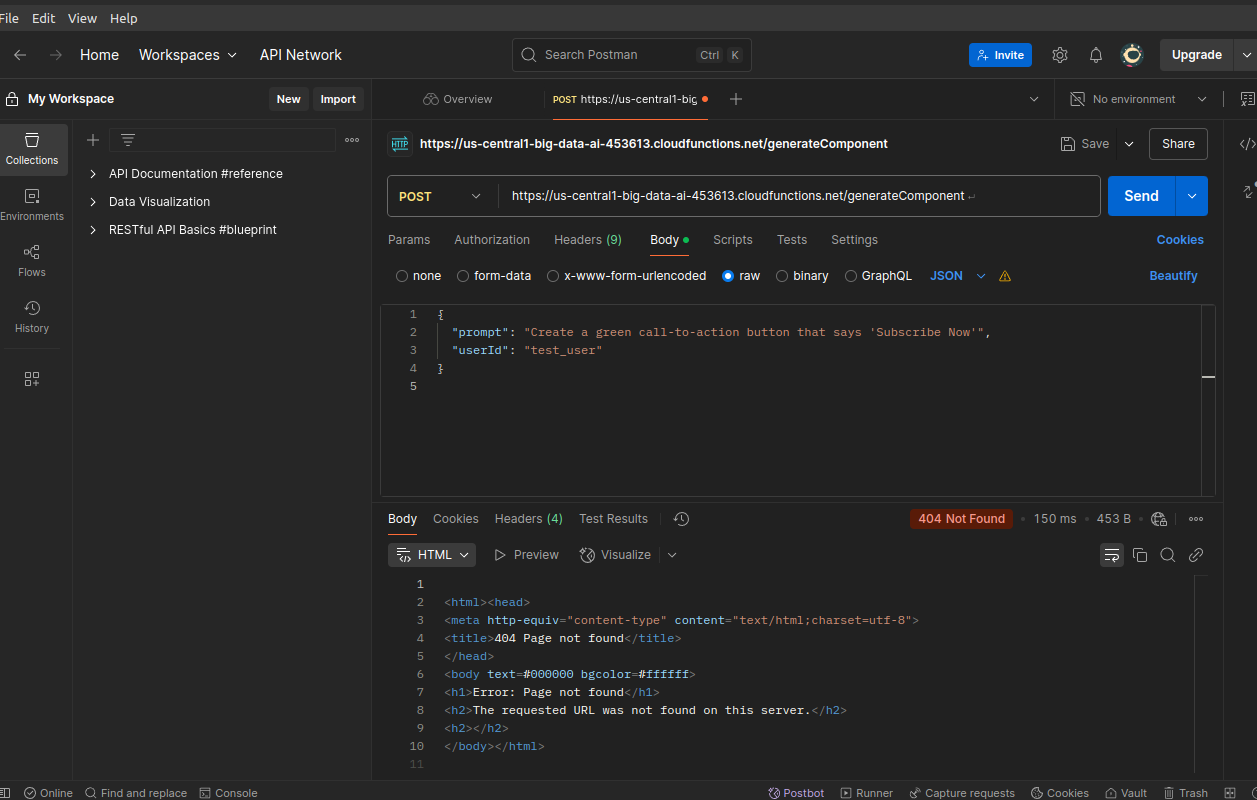 File Edit View Help
Home Workspaces API Network Search Postman Ctrl K Invite Upgrade
My Workspace New Import Overview POST https://us-central1-big No environment
Collections
Environments
Flows
History
API Documentation #reference
Data Visualization
RESTful API Basics #blueprint
HTTP https://us-central1-big-data-ai-453613.cloudfunctions.net/generateComponent Save Share
POST https://us-central1-big-data-ai-453613.cloudfunctions.net/generateComponent Send
Params Authorization Headers (9) Body Scripts Tests Settings Cookies
none form-data x-www-form-urlencoded raw binary GraphQL JSON Beautify
1 {
2 "prompt": "Create a green call-to-action button that says 'Subscribe Now'",
3 "userId": "test_user"
4 }
5
Body Cookies Headers (4) Test Results 404 Not Found 150 ms 453 B
HTML Preview Visualize
1
2 <html><head>
3 <meta http-equiv="content-type" content="text/html;charset=utf-8">
4 <title>404 Page not found</title>
5 </head>
6 <body text=#000000 bgcolor=#ffffff>
7 <h1>Error: Page not found</h1>
8 <h2>The requested URL was not found on this server.</h2>
9 <h2></h2>
10 </body></html>
11
Online Find and replace Console Postbot Runner Capture requests Cookies Vault Trash